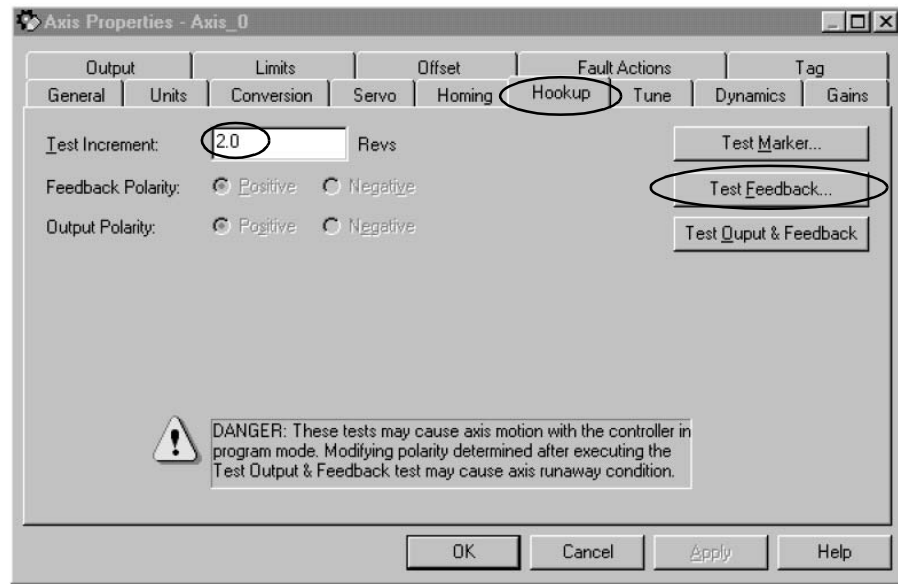 Axis Properties - Axis_0
Output Limits Offset Fault Actions Tag
General Units Conversion Servo Homing Hookup Tune Dynamics Gains
Test Increment: 2.0 Revs Test Marker...
Feedback Polarity: Positive Negative Test Feedback...
Output Polarity: Positive Negative Test Ouput & Feedback
DANGER: These tests may cause axis motion with the controller in
program mode. Modifying polarity determined after executing the
Test Output & Feedback test may cause axis runaway condition.
OK Cancel Apply Help